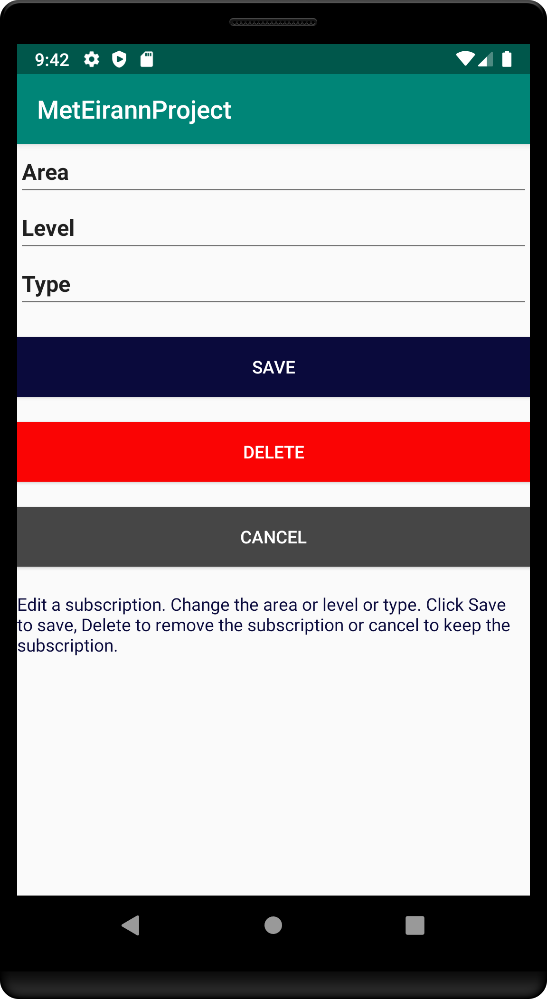 9:42
MetEirannProject
Area
Level
Type
SAVE
DELETE
CANCEL
Edit a subscription. Change the area or level or type. Click Save
to save, Delete to remove the subscription or cancel to keep the
subscription.